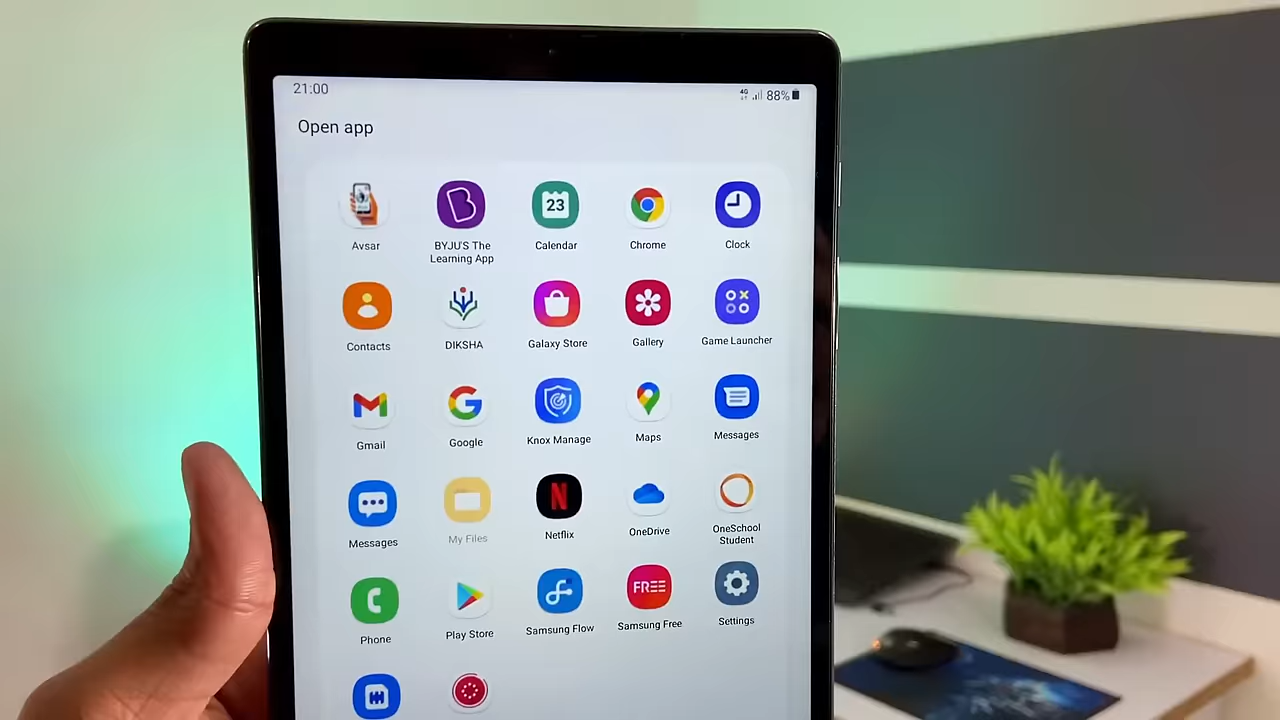 21:00
4G
88%
Open app
Avsar
BYJU'S The
Learning App
23
Calendar
Chrome
Clock
Contacts
DIKSHA
Galaxy Store
Gallery
Game Launcher
Gmail
Google
Knox Manage
Maps
Messages
Messages
My Files
N
Netflix
OneDrive
OneSchool
Student
Phone
Play Store
Samsung Flow
FREE
Samsung Free
Settings